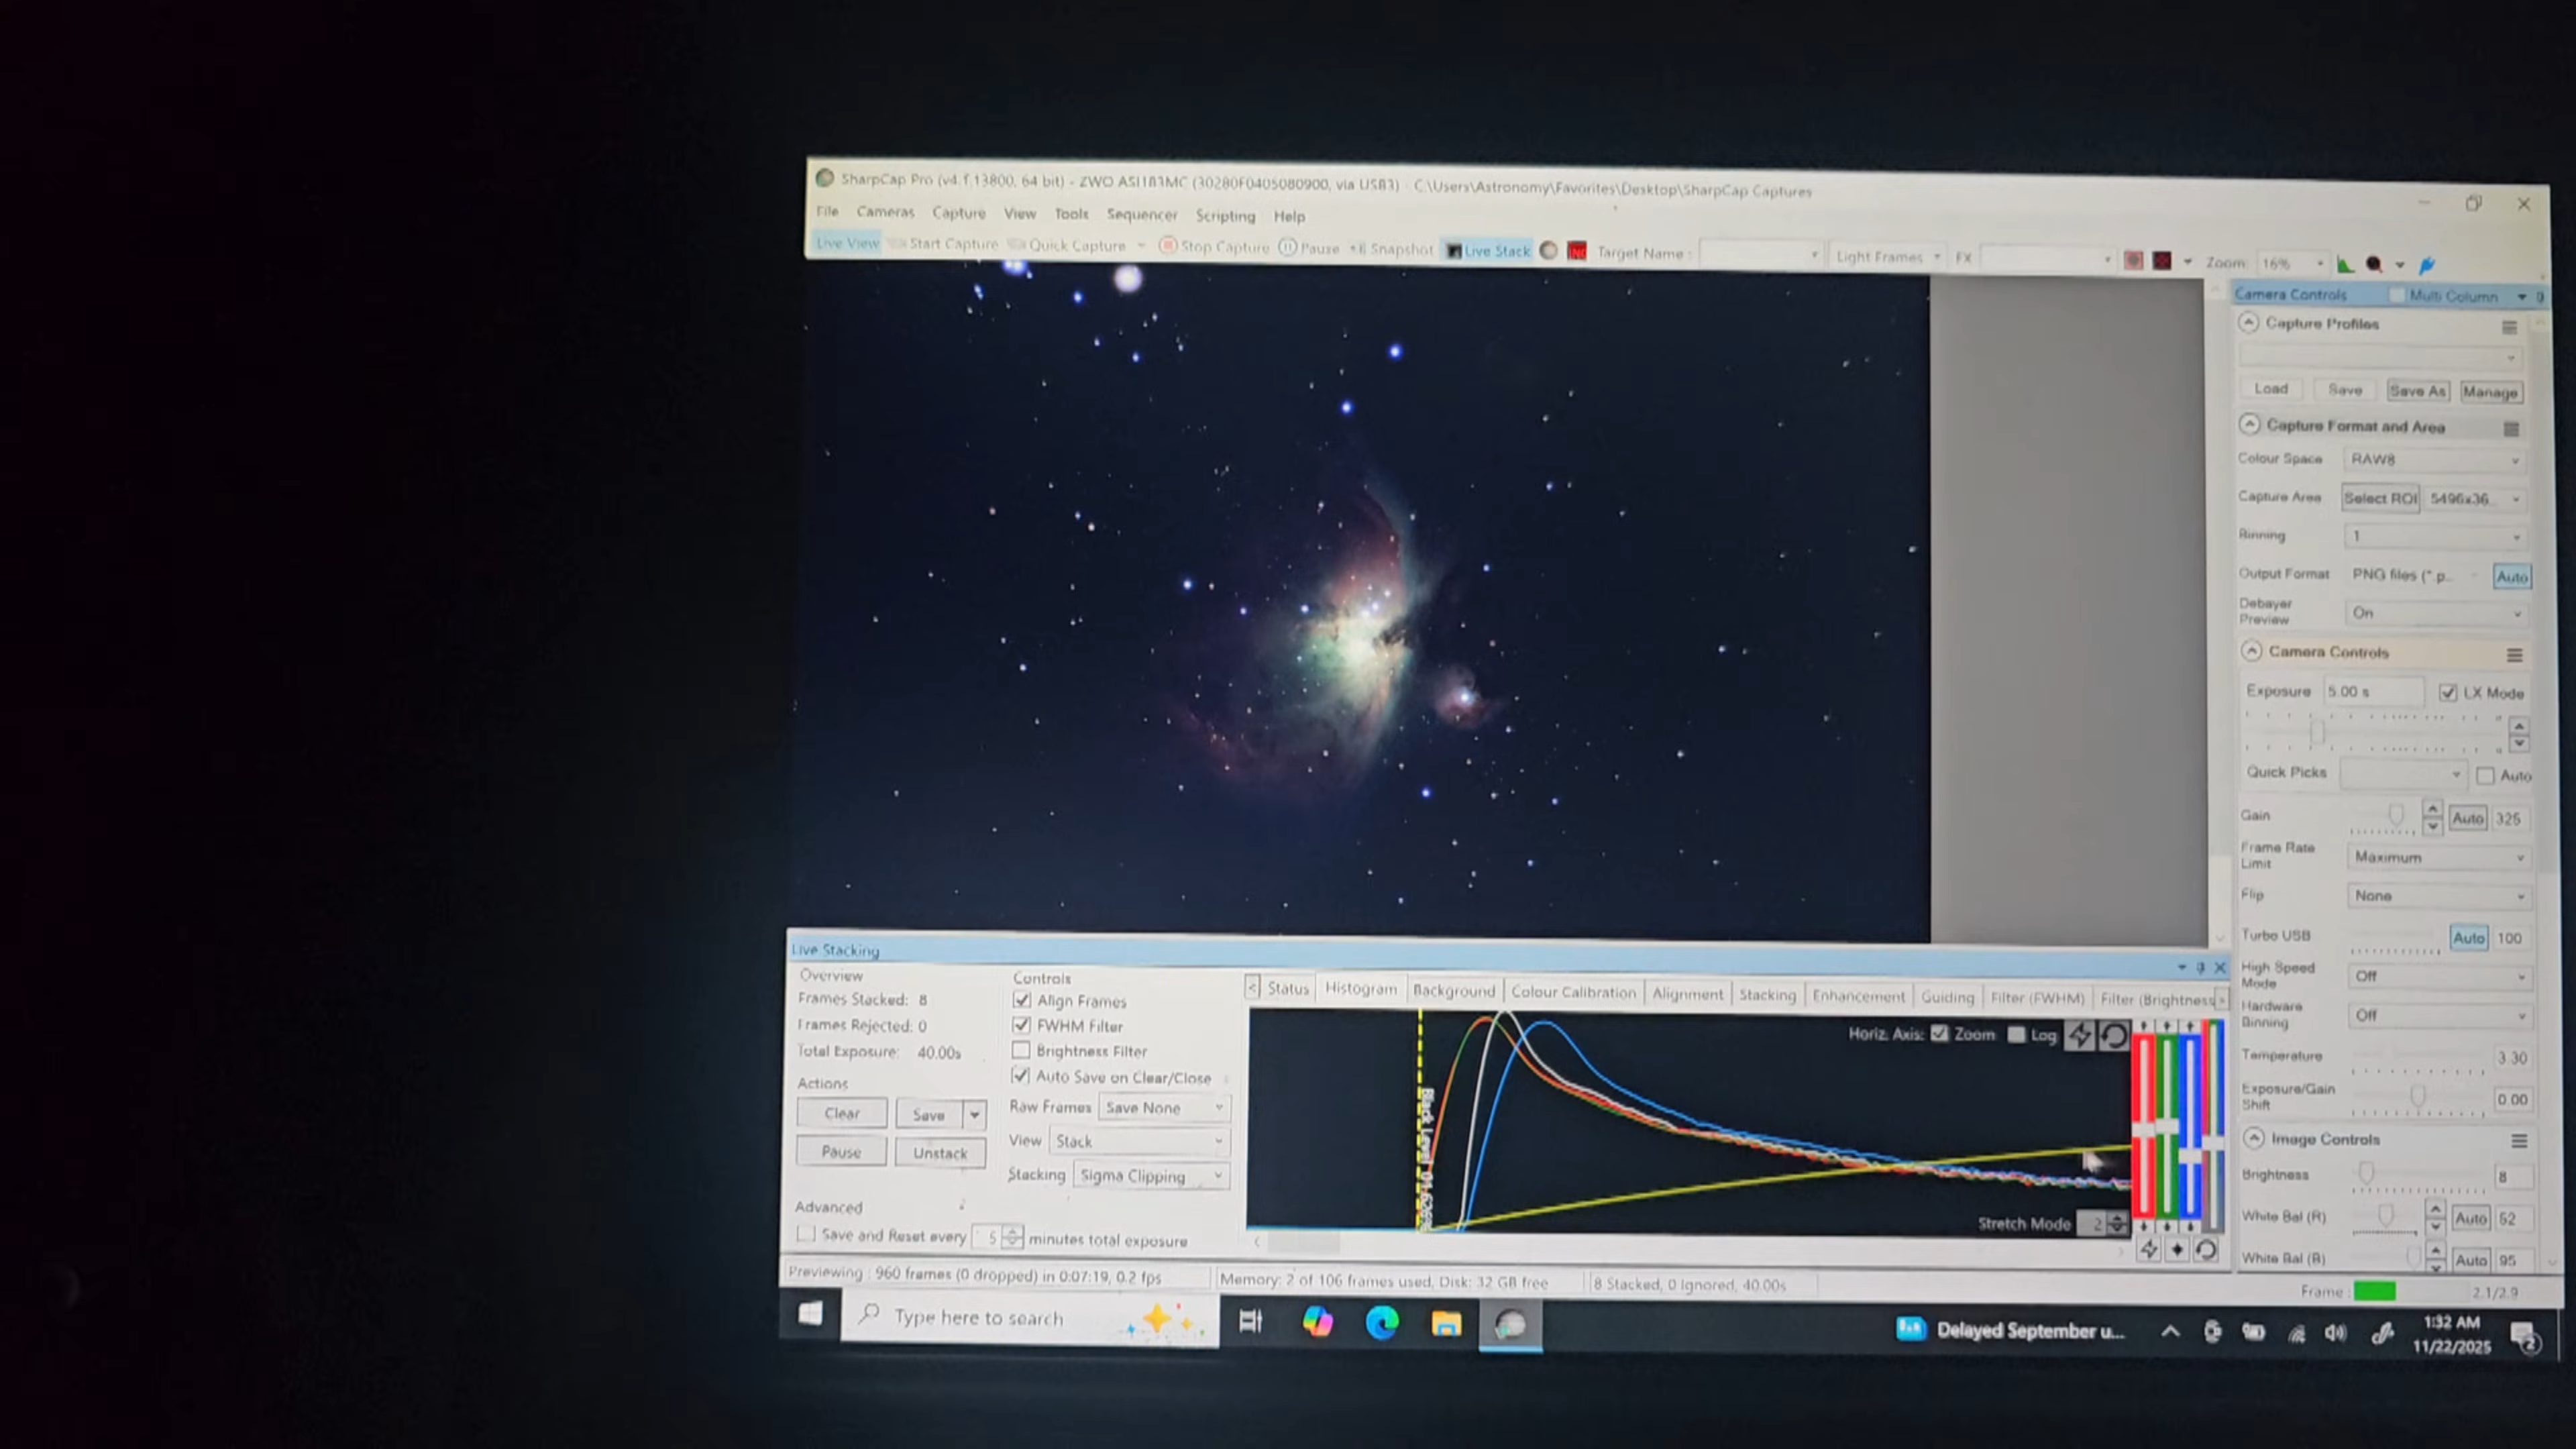 SharpCap Pro (v4.1.13800, 64 bit) - ZWO ASI183MC (30280F0405080900, via USB3) - C:\Users\Astronomy\Favorites\Desktop\SharpCap Captures
File Cameras Capture View Tools Sequencer Scripting Help
Live View Start Capture Quick Capture Stop Capture Pause Snapshot Live Stack Target Name : Light Frames FX Zoom: 16%
Camera Controls Multi Column
Capture Profiles
Load Save Save As Manage
Capture Format and Area
Colour Space RAW8
Capture Area Select ROI 5496x36...
Binning 1
Output Format PNG files (*.p... Auto
Debayer Preview On
Camera Controls
Exposure 5.00 s LX Mode
Quick Picks Auto
Gain Auto 325
Frame Rate Limit Maximum
Flip None
Turbo USB Auto 100
High Speed Mode Off
Hardware Binning Off
Temperature 3.30
Exposure/Gain Shift 0.00
Image Controls
Brightness 8
White Bal (R) Auto 52
White Bal (B) Auto 95
Live Stacking
Overview
Frames Stacked: 8
Frames Rejected: 0
Total Exposure: 40.00s
Actions
Clear Save
Pause Unstack
Advanced
Save and Reset every 5 minutes total exposure
Controls
Align Frames
FWHM Filter
Brightness Filter
Auto Save on Clear/Close
Raw Frames Save None
View Stack
Stacking Sigma Clipping
Status Histogram Background Colour Calibration Alignment Stacking Enhancement Guiding Filter (FWHM) Filter (Brightness
Horiz. Axis: Zoom Log
Black Level
Stretch Mode 2
Previewing : 960 frames (0 dropped) in 0:07:19, 0.2 fps Memory: 2 of 106 frames used, Disk: 32 GB free 8 Stacked, 0 Ignored, 40.00s
Frame : 2.1/2.9
Type here to search
Delayed September u...
1:32 AM
11/22/2025
2